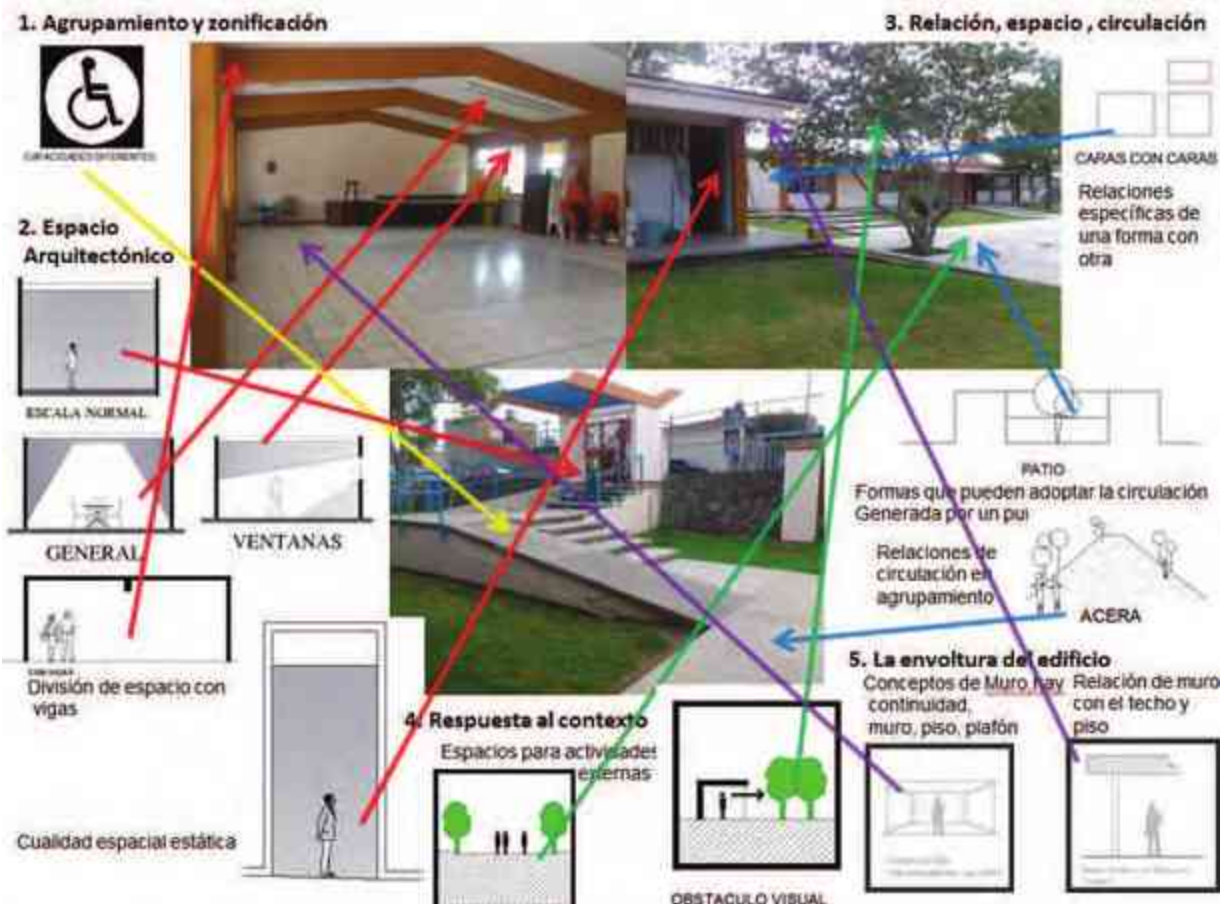 1. Agrupamiento y zonificación
CAPACIDADES DIFERENTES
2. Espacio
Arquitectónico
ESCALA NORMAL
GENERAL
VENTANAS
División de espacio con
vigas
Cualidad espacial estática
3. Relación, espacio , circulación
CARAS CON CARAS
Relaciones
específicas de
una forma con
otra
PATIO
Formas que pueden adoptar la circulación
Generada por un pui
Relaciones de
circulación en
agrupamiento
ACERA
4. Respuesta al contexto
Espacios para actividades
externas
OBSTACULO VISUAL
5. La envoltura del edificio
Conceptos de Muro hay
continuidad,
muro, piso, plafón
Relación de muro
con el techo y
piso